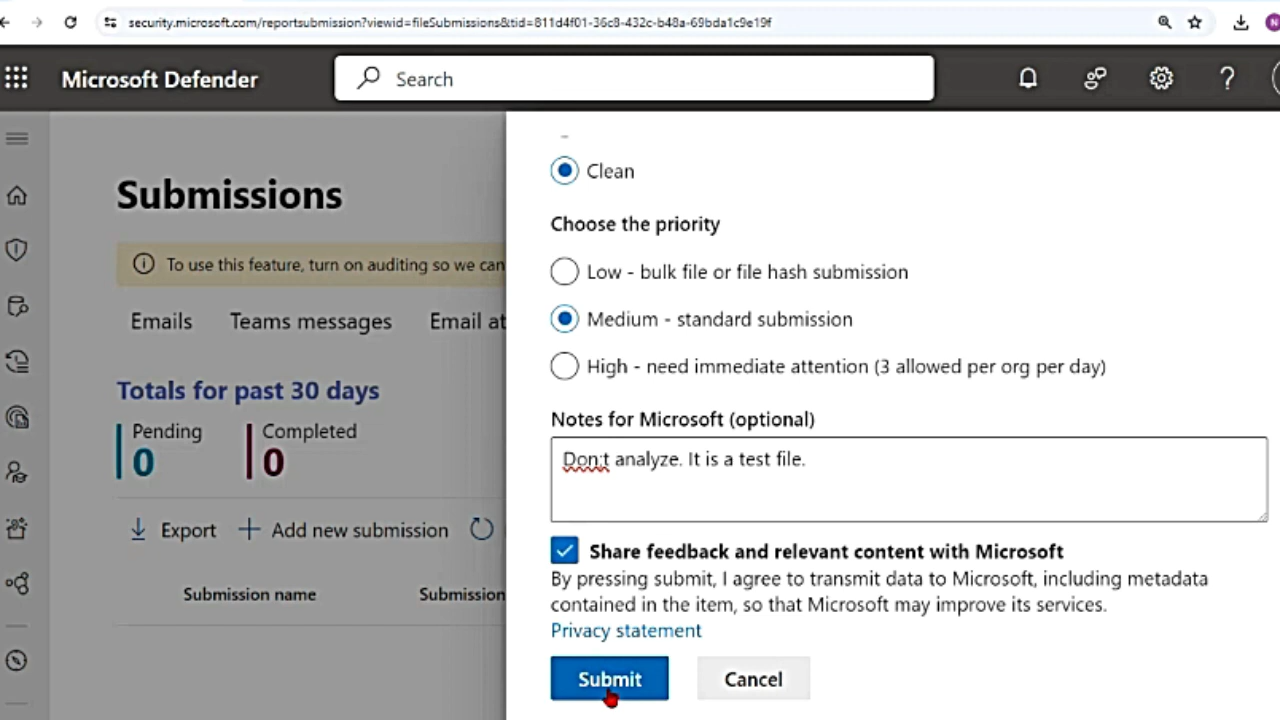 security.microsoft.com/reportsubmission?viewid=fileSubmissions&tid=811d4f01-36c8-432c-b48a-69bda1c9e19f
Microsoft Defender
Search
Submissions
To use this feature, turn on auditing so we can
Emails Teams messages Email at
Totals for past 30 days
Pending Completed
0 0
Export Add new submission
Submission name Submission
Clean
Choose the priority
Low - bulk file or file hash submission
Medium - standard submission
High - need immediate attention (3 allowed per org per day)
Notes for Microsoft (optional)
Don;t analyze. It is a test file.
Share feedback and relevant content with Microsoft
By pressing submit, I agree to transmit data to Microsoft, including metadata
contained in the item, so that Microsoft may improve its services.
Privacy statement
Submit Cancel